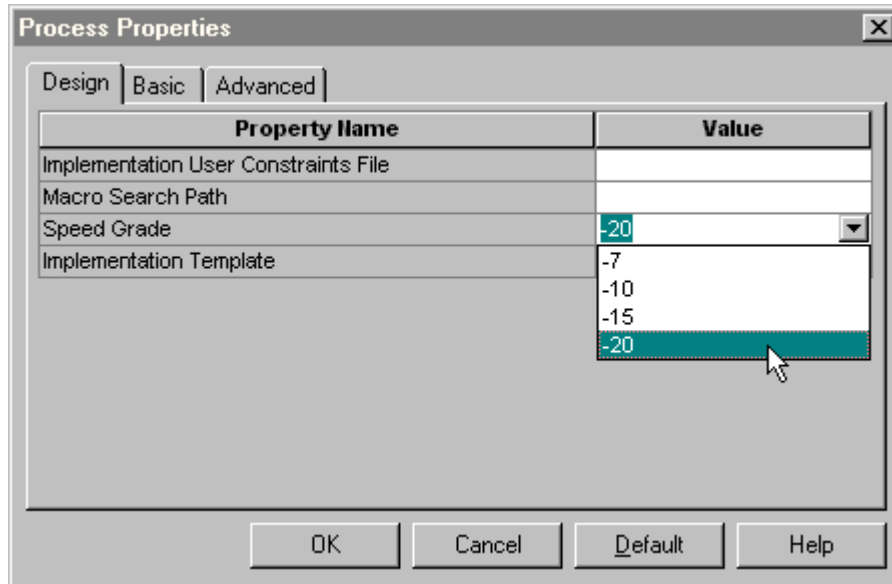 Process Properties
Design Basic Advanced
Property Name Value
Implementation User Constraints File
Macro Search Path
Speed Grade -20
Implementation Template
-7
-10
-15
-20
OK Cancel Default Help